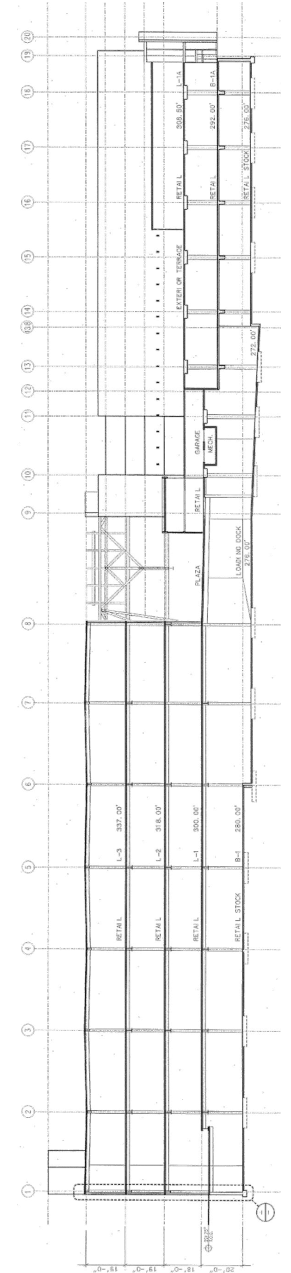 20
19
18
17
16
15
14
13
12
11
10
9
8
7
6
5
4
3
2
1
RETAIL 308.50' L-1A
RETAIL 292.00' B-1A
RETAIL STOCK 276.00'
EXTERIOR TERRACE
272.00'
GARAGE
MECH.
RETAIL
PLAZA
LOADING DOCK
276.00'
RETAIL L-3 337.00'
RETAIL L-2 318.00'
RETAIL L-1 300.00'
RETAIL STOCK B-1 280.00'
19'-0"
18'-0"
20'-0"